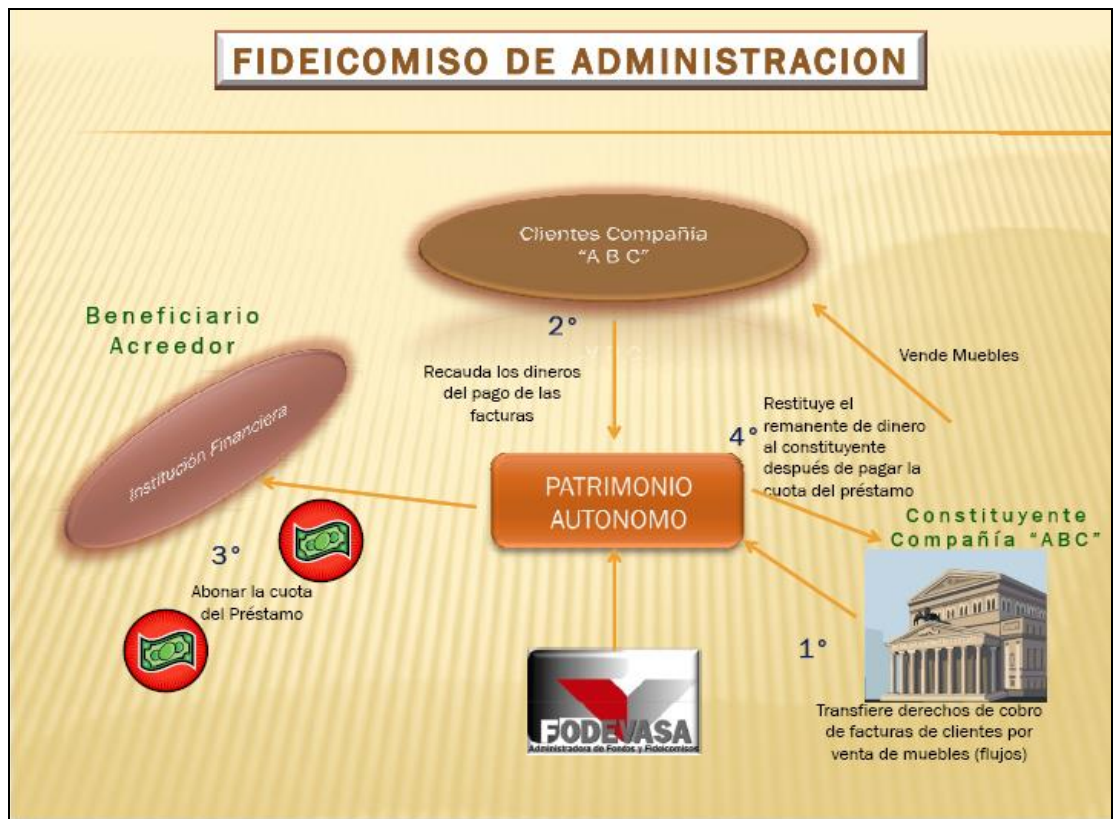 FIDEICOMISO DE ADMINISTRACION
Clientes Compañía
"A B C"
Beneficiario
Acreedor
Institución Financiera
2°
Recauda los dineros
del pago de las
facturas
Vende Muebles
4°
Restituye el
remanente de dinero
al constituyente
después de pagar la
cuota del préstamo
PATRIMONIO
AUTONOMO
Constituyente
Compañía "ABC"
3°
Abonar la cuota
del Préstamo
1°
Transfiere derechos de cobro
de facturas de clientes por
venta de muebles (flujos)
FODEVASA
Administradora de Fondos y Fideicomisos